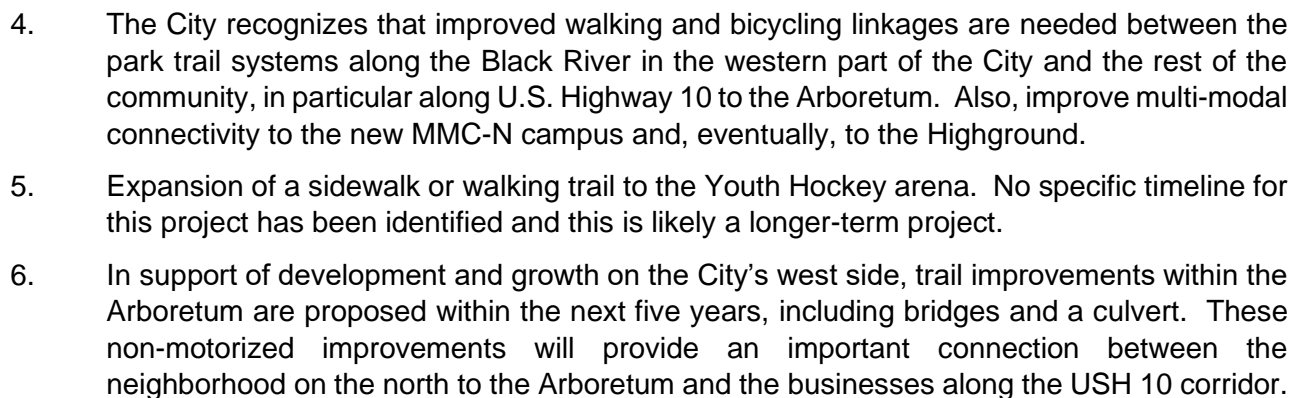 4. The City recognizes that improved walking and bicycling linkages are needed between the
park trail systems along the Black River in the western part of the City and the rest of the
community, in particular along U.S. Highway 10 to the Arboretum. Also, improve multi-modal
connectivity to the new MMC-N campus and, eventually, to the Highground.
5. Expansion of a sidewalk or walking trail to the Youth Hockey arena. No specific timeline for
this project has been identified and this is likely a longer-term project.
6. In support of development and growth on the City’s west side, trail improvements within the
Arboretum are proposed within the next five years, including bridges and a culvert. These
non-motorized improvements will provide an important connection between the
neighborhood on the north to the Arboretum and the businesses along the USH 10 corridor.